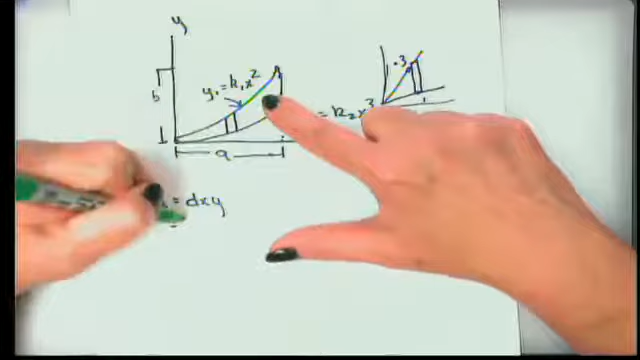 y
b
y₁ = k₁x²
= k₂x³
a
.3
= dxy